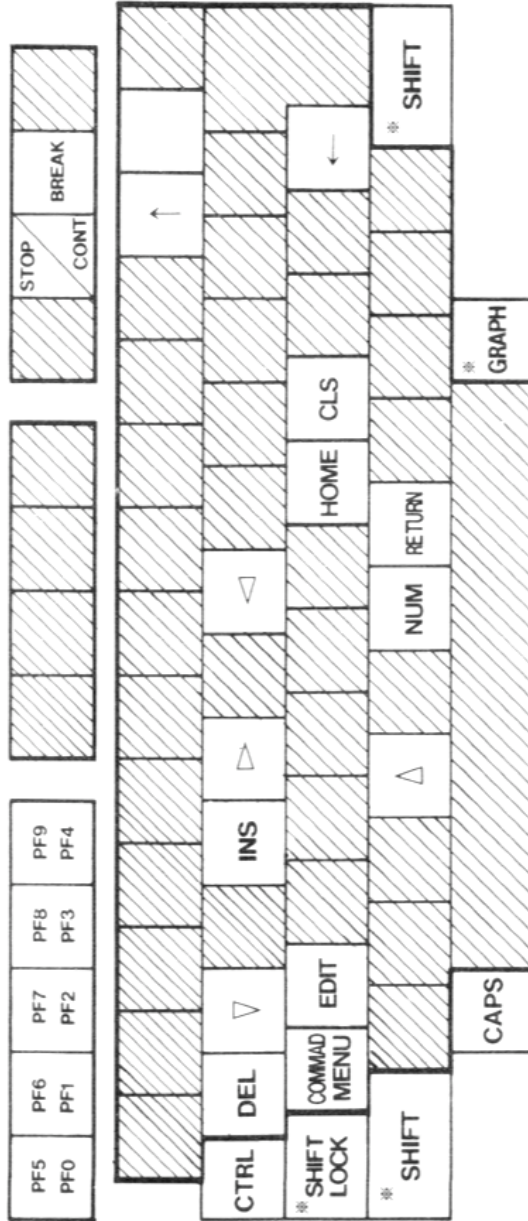 PF5 PF6 PF7 PF8 PF9
PF0 PF1 PF2 PF3 PF4
STOP
CONT
BREAK
CTRL DEL INS
※SHIFT LOCK
COMMAD MENU
EDIT HOME CLS
※
SHIFT NUM RETURN
※
SHIFT
CAPS
※
GRAPH